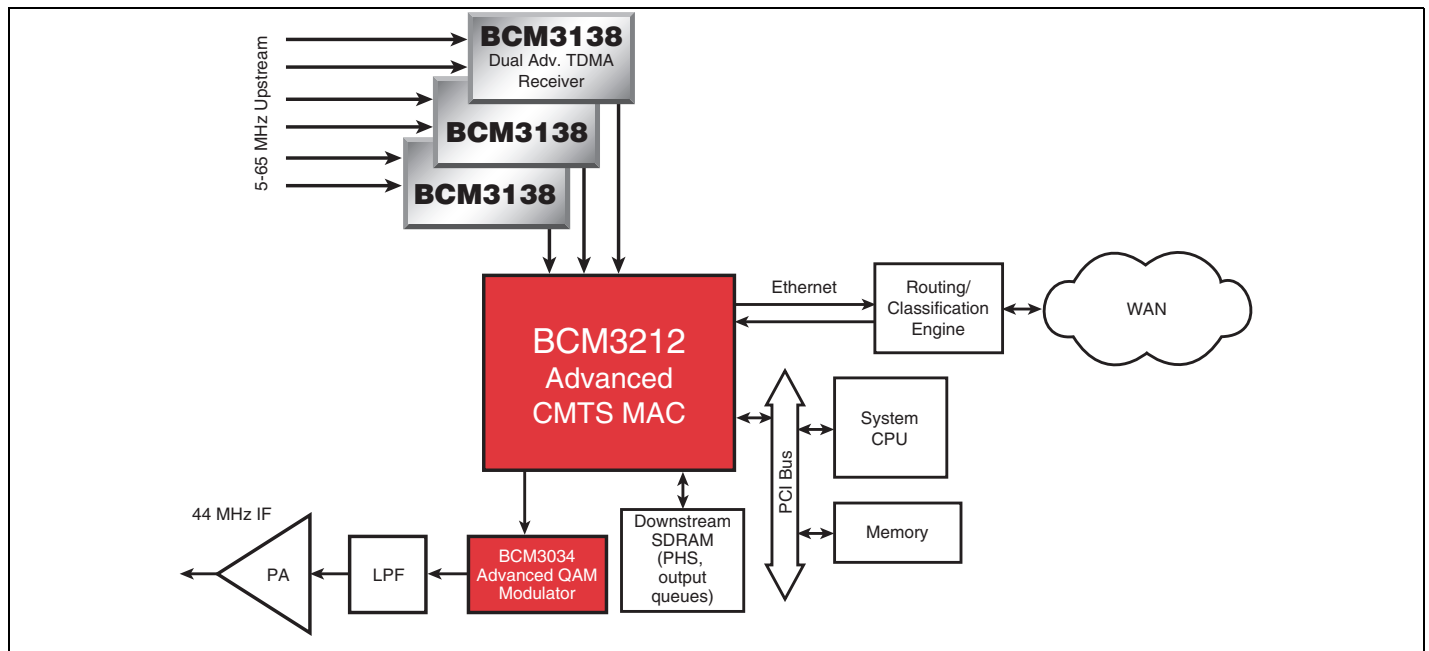 BCM3138
Dual Adv. TDMA
Receiver
BCM3138
BCM3138
5-65 MHz Upstream
BCM3212
Advanced
CMTS MAC
Ethernet
Routing/
Classification
Engine
WAN
PCI Bus
System
CPU
Memory
44 MHz IF
PA
LPF
BCM3034
Advanced QAM
Modulator
Downstream
SDRAM
(PHS,
output
queues)